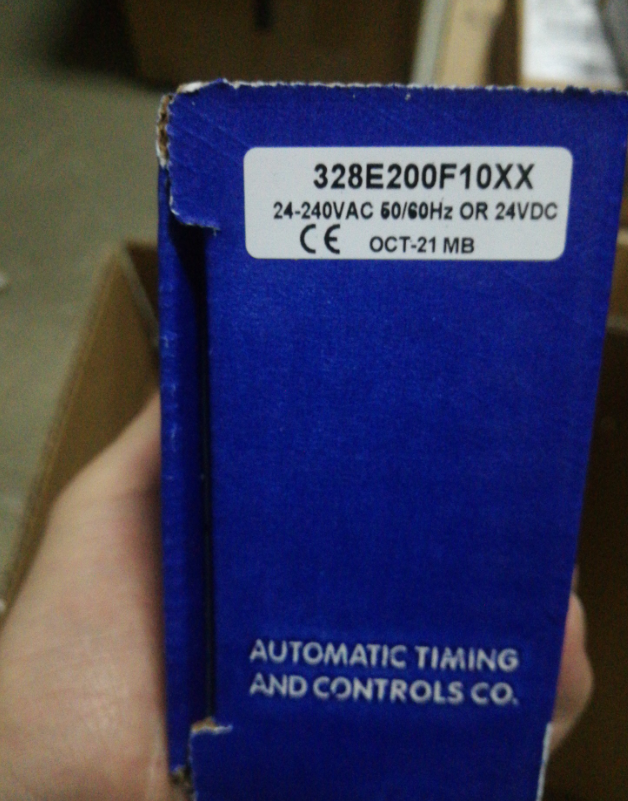 328E200F10XX
24-240VAC 50/60Hz OR 24VDC
CE OCT-21 MB
AUTOMATIC TIMING
AND CONTROLS CO.